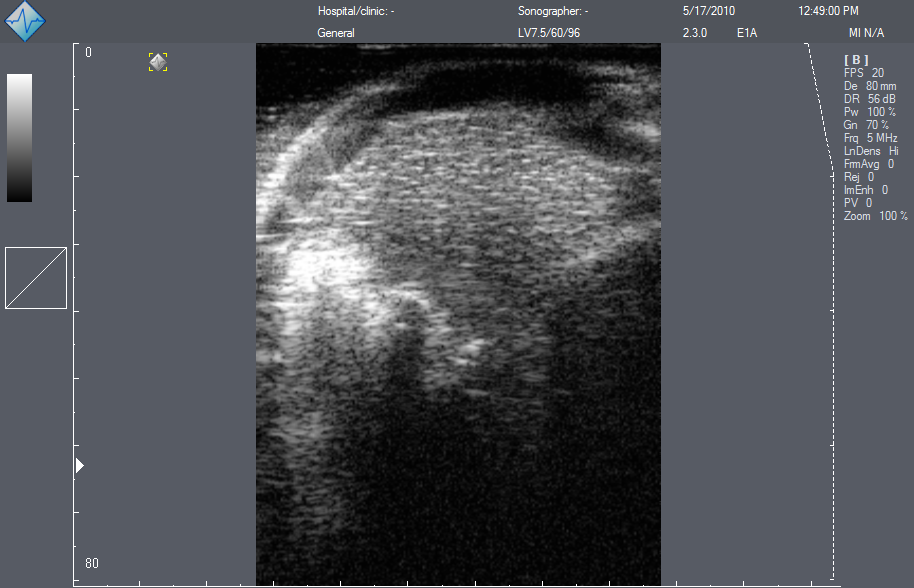 Hospital/clinic: - Sonographer: - 5/17/2010 12:49:00 PM
General LV7.5/60/96 2.3.0 E1A MI N/A
0
[ B ]
FPS 20
De 80 mm
DR 56 dB
Pw 100 %
Gn 70 %
Frq 5 MHz
LnDens Hi
FrmAvg 0
Rej 0
ImEnh 0
PV 0
Zoom 100 %
80